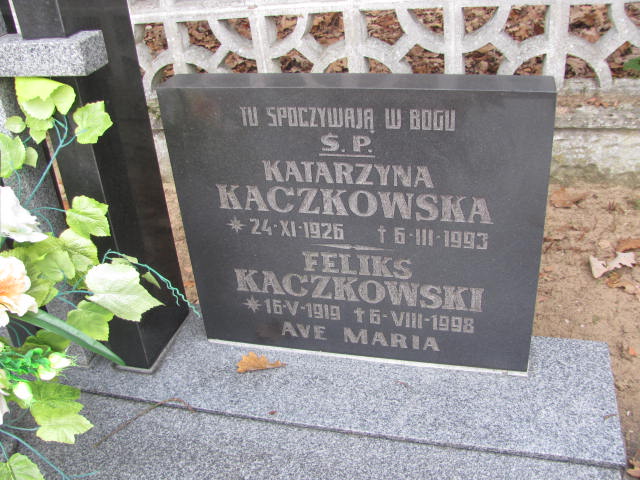 TU SPOCZYWAJĄ W BOGU
Ś.P.
KATARZYNA
KACZKOWSKA
✳ 24-XI-1926 † 6-III-1993
FELIKS
KACZKOWSKI
✳ 16-V-1919 † 6-VIII-1998
AVE MARIA